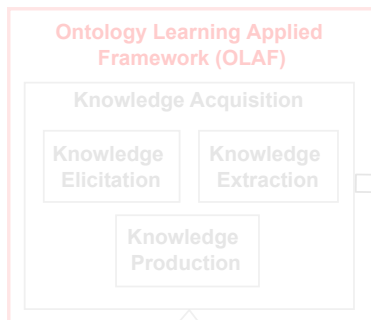 Ontology Learning Applied
Framework (OLAF)
Knowledge Acquisition
Knowledge
Elicitation
Knowledge
Extraction
Knowledge
Production